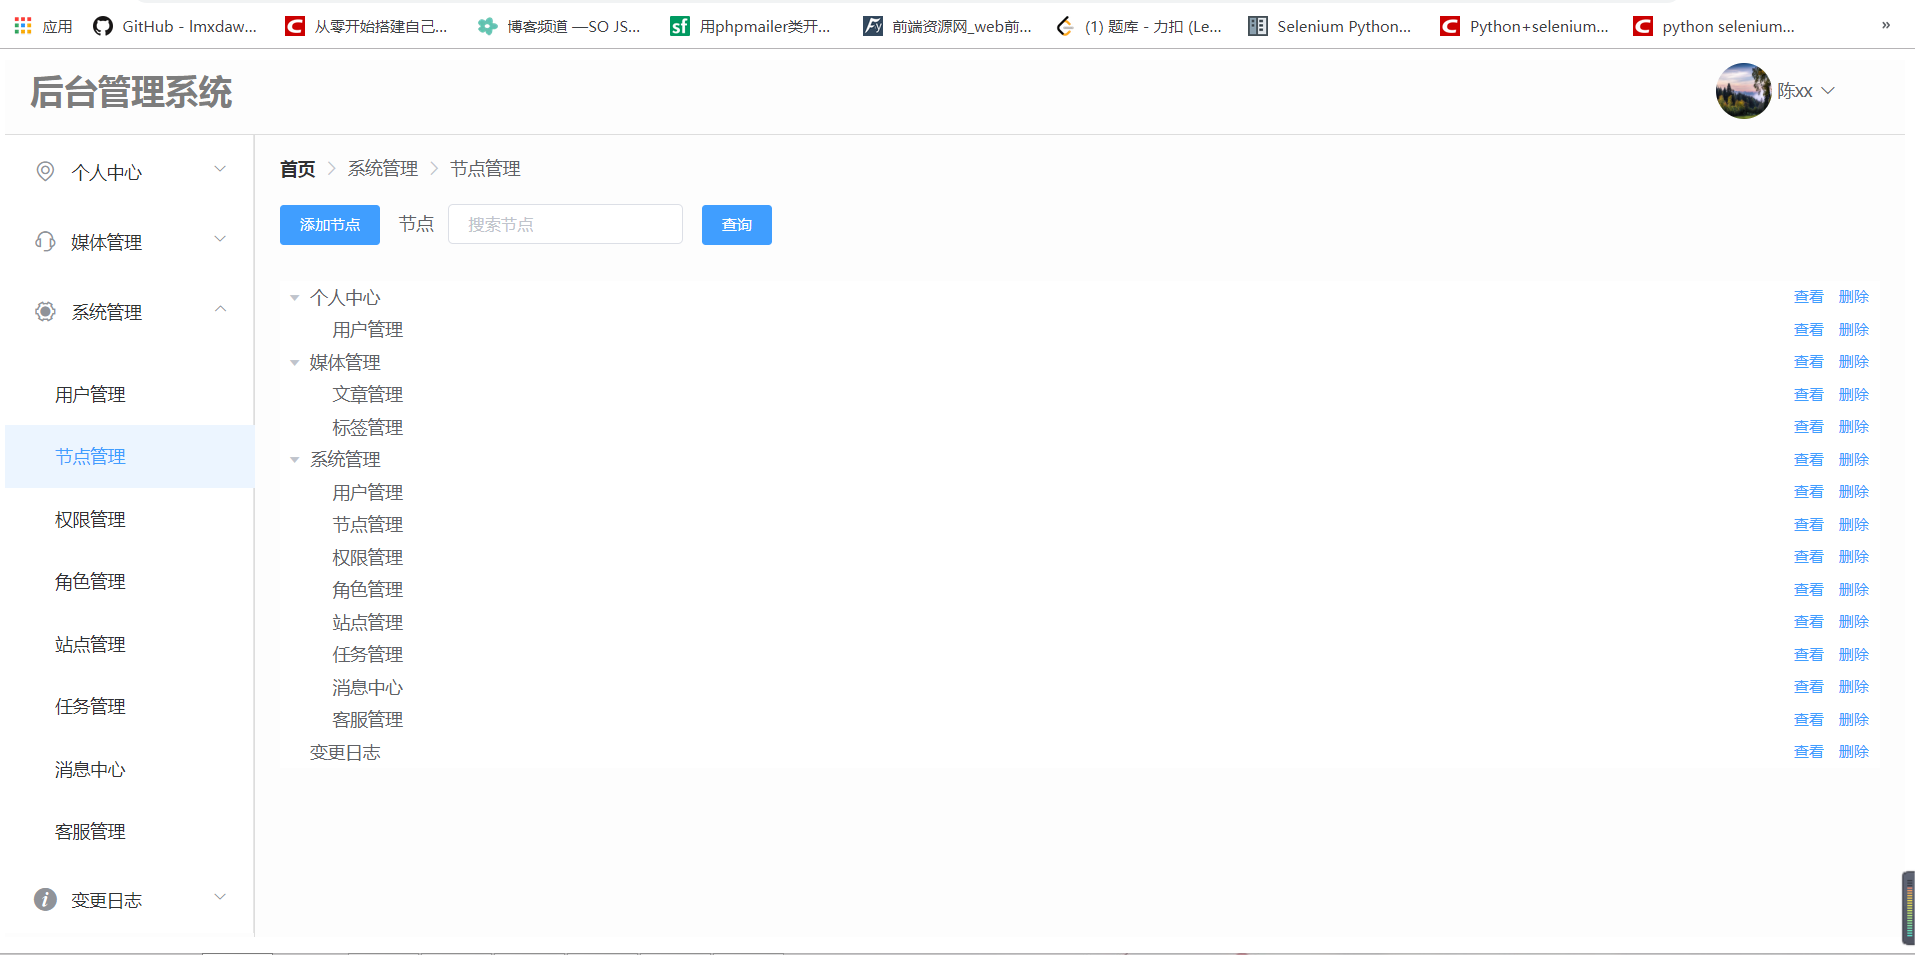 应用 GitHub - lmxdaw... 从零开始搭建自己... 博客频道 —SO JS... 用phpmailer类开... 前端资源网_web前... (1) 题库 - 力扣 (Le... Selenium Python... Python+selenium... python selenium... »
后台管理系统 陈xx
个人中心
媒体管理
系统管理
用户管理
节点管理
权限管理
角色管理
站点管理
任务管理
消息中心
客服管理
变更日志
首页 系统管理 节点管理
添加节点 节点 搜索节点 查询
个人中心 查看 删除
用户管理 查看 删除
媒体管理 查看 删除
文章管理 查看 删除
标签管理 查看 删除
系统管理 查看 删除
用户管理 查看 删除
节点管理 查看 删除
权限管理 查看 删除
角色管理 查看 删除
站点管理 查看 删除
任务管理 查看 删除
消息中心 查看 删除
客服管理 查看 删除
变更日志 查看 删除